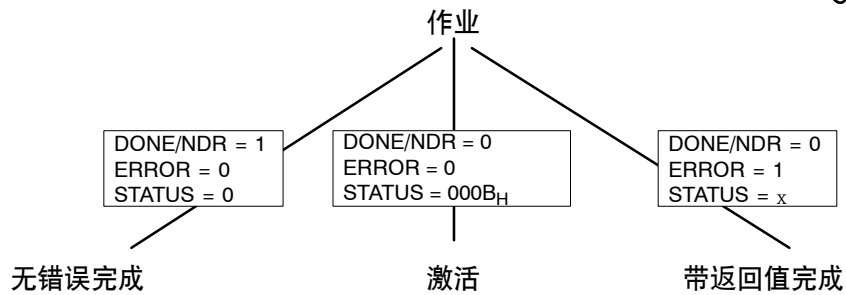 作业
DONE/NDR = 1
ERROR = 0
STATUS = 0
DONE/NDR = 0
ERROR = 0
STATUS = 000BH
DONE/NDR = 0
ERROR = 1
STATUS = x
无错误完成
激活
带返回值完成